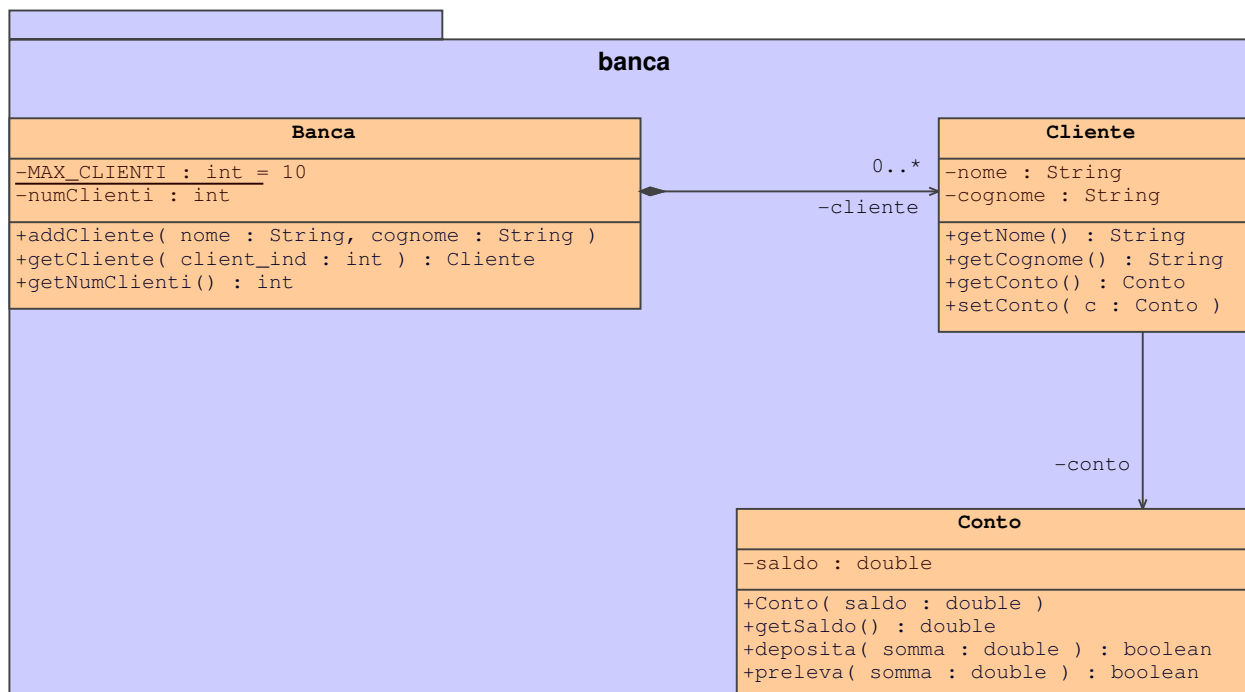 banca
Banca
-MAX_CLIENTI : int = 10
-numClienti : int
+addCliente( nome : String, cognome : String )
+getCliente( client_ind : int ) : Cliente
+getNumClienti() : int
0..*
-cliente
Cliente
-nome : String
-cognome : String
+getNome() : String
+getCognome() : String
+getConto() : Conto
+setConto( c : Conto )
-conto
Conto
-saldo : double
+Conto( saldo : double )
+getSaldo() : double
+deposita( somma : double ) : boolean
+preleva( somma : double ) : boolean